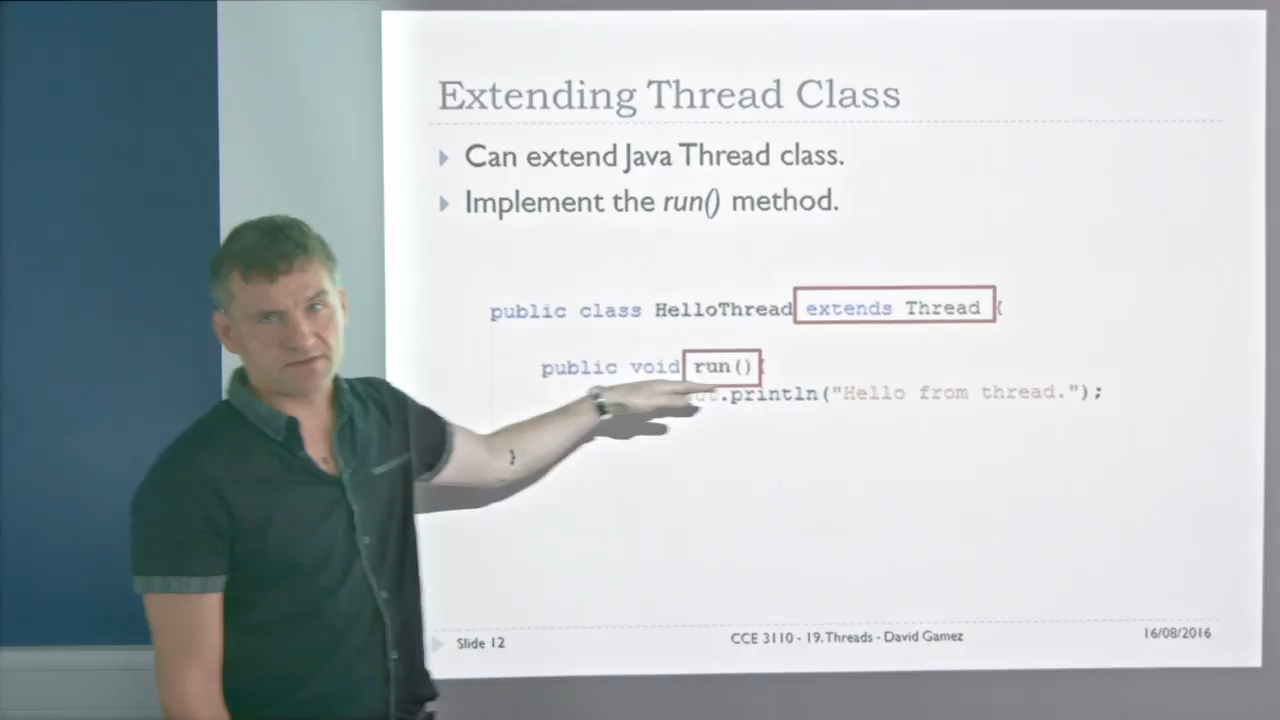 Extending Thread Class
Can extend Java Thread class.
Implement the run() method.
public class HelloThread extends Thread {
public void run() {
.println("Hello from thread.");
}
Slide 12
CCE 3110 - 19. Threads - David Gamez
16/08/2016